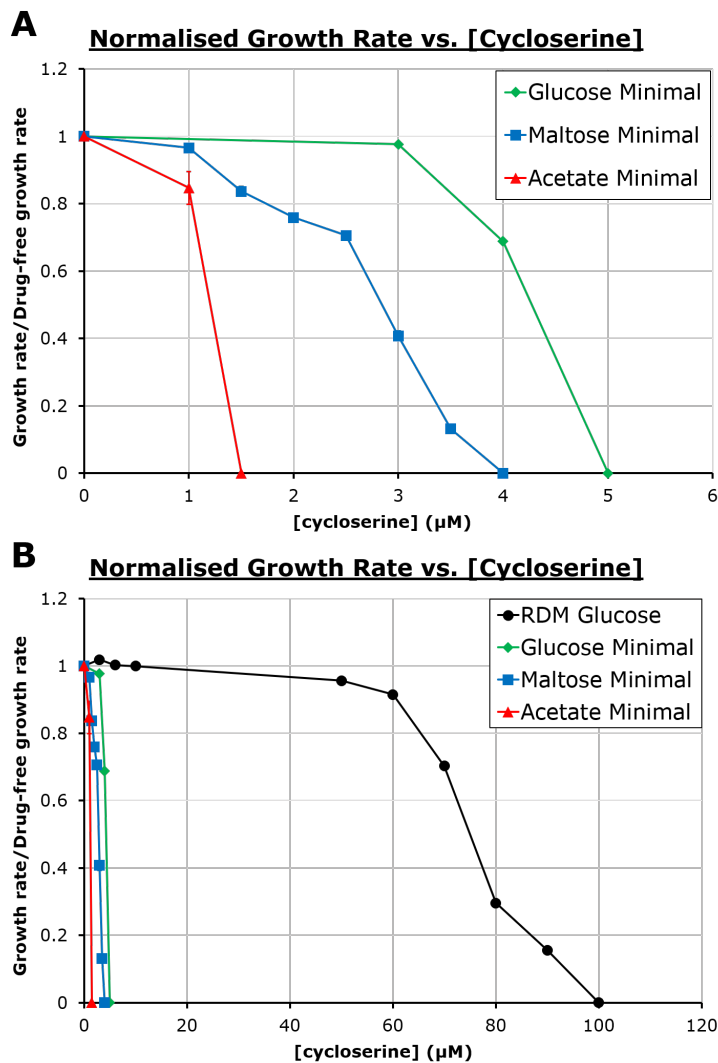 A
Normalised Growth Rate vs. [Cycloserine]
Growth rate/Drug-free growth rate
1.2
1
0.8
0.6
0.4
0.2
0
Glucose Minimal
Maltose Minimal
Acetate Minimal
0 1 2 3 4 5 6
[cycloserine] (µM)
B
Normalised Growth Rate vs. [Cycloserine]
Growth rate/Drug-free growth rate
1.2
1
0.8
0.6
0.4
0.2
0
RDM Glucose
Glucose Minimal
Maltose Minimal
Acetate Minimal
0 20 40 60 80 100 120
[cycloserine] (µM)